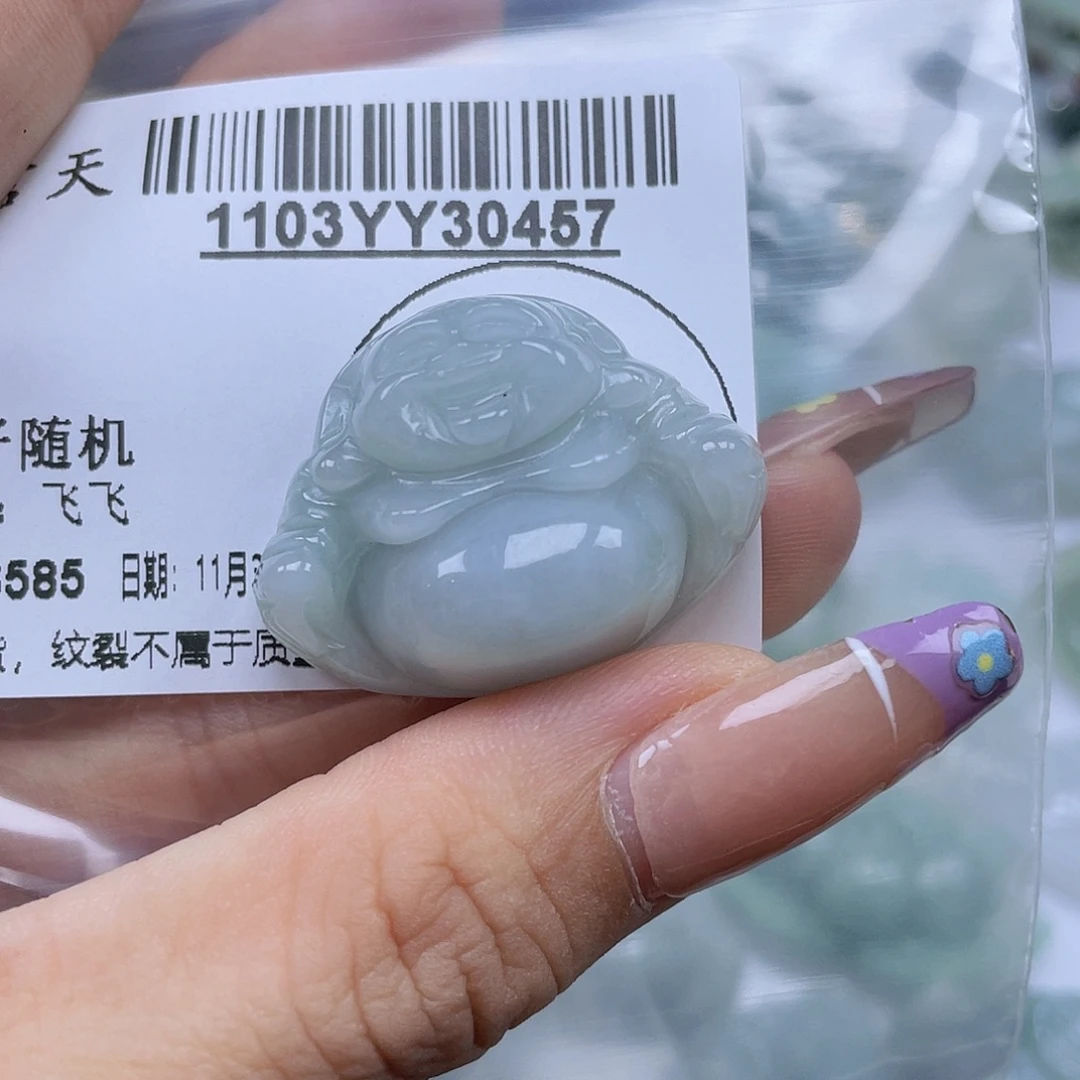 天
1103YY30457
随机
飞飞
585 日期: 11月
, 纹裂不属于质